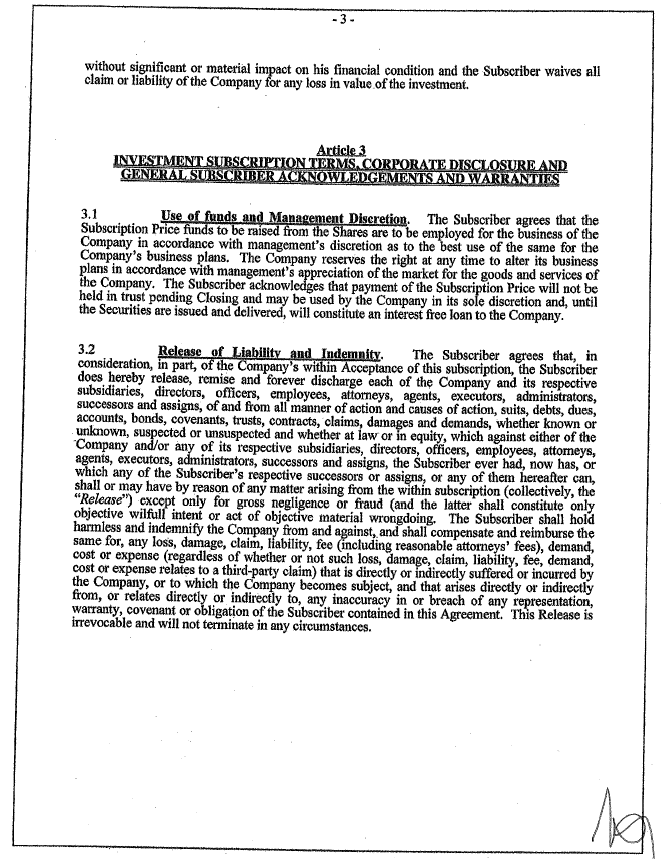 - 3 -
without significant or material impact on his financial condition and the Subscriber waives all
claim or liability of the Company for any loss in value of the investment.
Article 3
INVESTMENT SUBSCRIPTION TERMS, CORPORATE DISCLOSURE AND
GENERAL SUBSCRIBER ACKNOWLEDGEMENTS AND WARRANTIES
3.1 Use of funds and Management Discretion. The Subscriber agrees that the
Subscription Price funds to be raised from the Shares are to be employed for the business of the
Company in accordance with management's discretion as to the best use of the same for the
Company's business plans. The Company reserves the right at any time to alter its business
plans in accordance with management's appreciation of the market for the goods and services of
the Company. The Subscriber acknowledges that payment of the Subscription Price will not be
held in trust pending Closing and may be used by the Company in its sole discretion and, until
the Securities are issued and delivered, will constitute an interest free loan to the Company.
3.2 Release of Liability and Indemnity. The Subscriber agrees that, in
consideration, in part, of the Company's within Acceptance of this subscription, the Subscriber
does hereby release, remise and forever discharge each of the Company and its respective
subsidiaries, directors, officers, employees, attorneys, agents, executors, administrators,
successors and assigns, of and from all manner of action and causes of action, suits, debts, dues,
accounts, bonds, covenants, trusts, contracts, claims, damages and demands, whether known or
unknown, suspected or unsuspected and whether at law or in equity, which against either of the
Company and/or any of its respective subsidiaries, directors, officers, employees, attorneys,
agents, executors, administrators, successors and assigns, the Subscriber ever had, now has, or
which any of the Subscriber's respective successors or assigns, or any of them hereafter can,
shall or may have by reason of any matter arising from the within subscription (collectively, the
"Release") except only for gross negligence or fraud (and the latter shall constitute only
objective wilfull intent or act of objective material wrongdoing. The Subscriber shall hold
harmless and indemnify the Company from and against, and shall compensate and reimburse the
same for, any loss, damage, claim, liability, fee (including reasonable attorneys' fees), demand,
cost or expense (regardless of whether or not such loss, damage, claim, liability, fee, demand,
cost or expense relates to a third-party claim) that is directly or indirectly suffered or incurred by
the Company, or to which the Company becomes subject, and that arises directly or indirectly
from, or relates directly or indirectly to, any inaccuracy in or breach of any representation,
warranty, covenant or obligation of the Subscriber contained in this Agreement. This Release is
irrevocable and will not terminate in any circumstances.